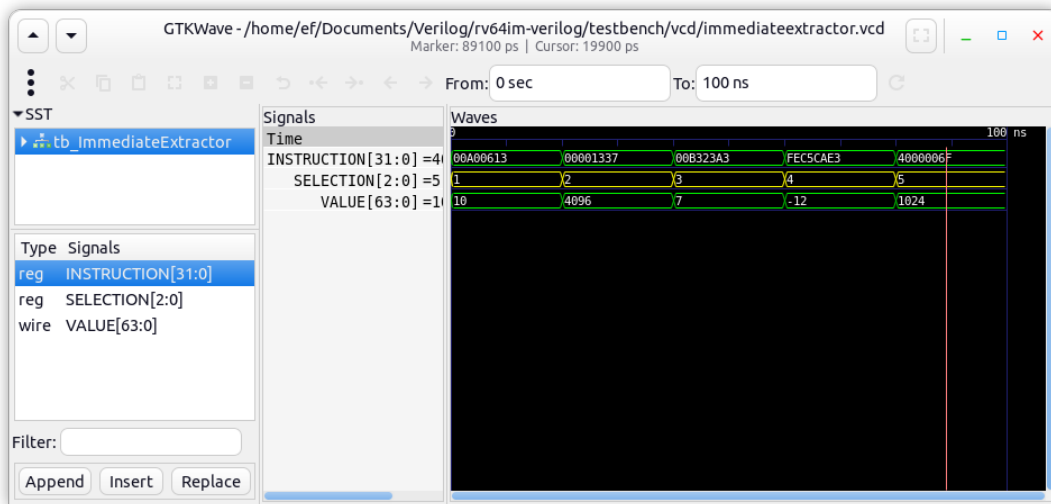 GTKWave - /home/ef/Documents/Verilog/rv64im-verilog/testbench/vcd/immediateextractor.vcd
Marker: 89100 ps | Cursor: 19900 ps
From: 0 sec To: 100 ns
SST
tb_ImmediateExtractor
Type Signals
reg INSTRUCTION[31:0]
reg SELECTION[2:0]
wire VALUE[63:0]
Filter:
Append Insert Replace
Signals
Time
INSTRUCTION[31:0] =40
SELECTION[2:0] =5
VALUE[63:0] =10
Waves
0 100 ns
00A00613 00001337 00B323A3 FEC5CAE3 4000006F
1 2 3 4 5
10 4096 7 -12 1024